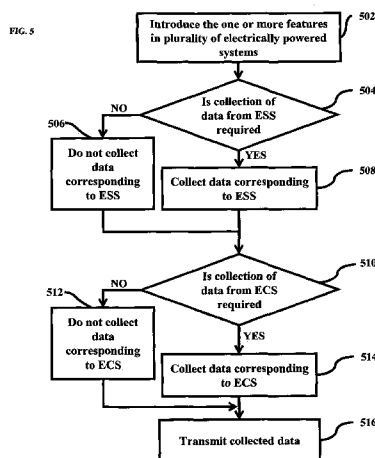 FIG. 5
502
Introduce the one or more features
in plurality of electrically powered
systems
504
Is collection of
data from ESS
required
NO
YES
506
Do not collect
data
corresponding
to ESS
508
Collect data corresponding
to ESS
510
Is collection of
data from ECS
required
NO
YES
512
Do not collect
data
corresponding
to ECS
514
Collect data corresponding
to ECS
516
Transmit collected data